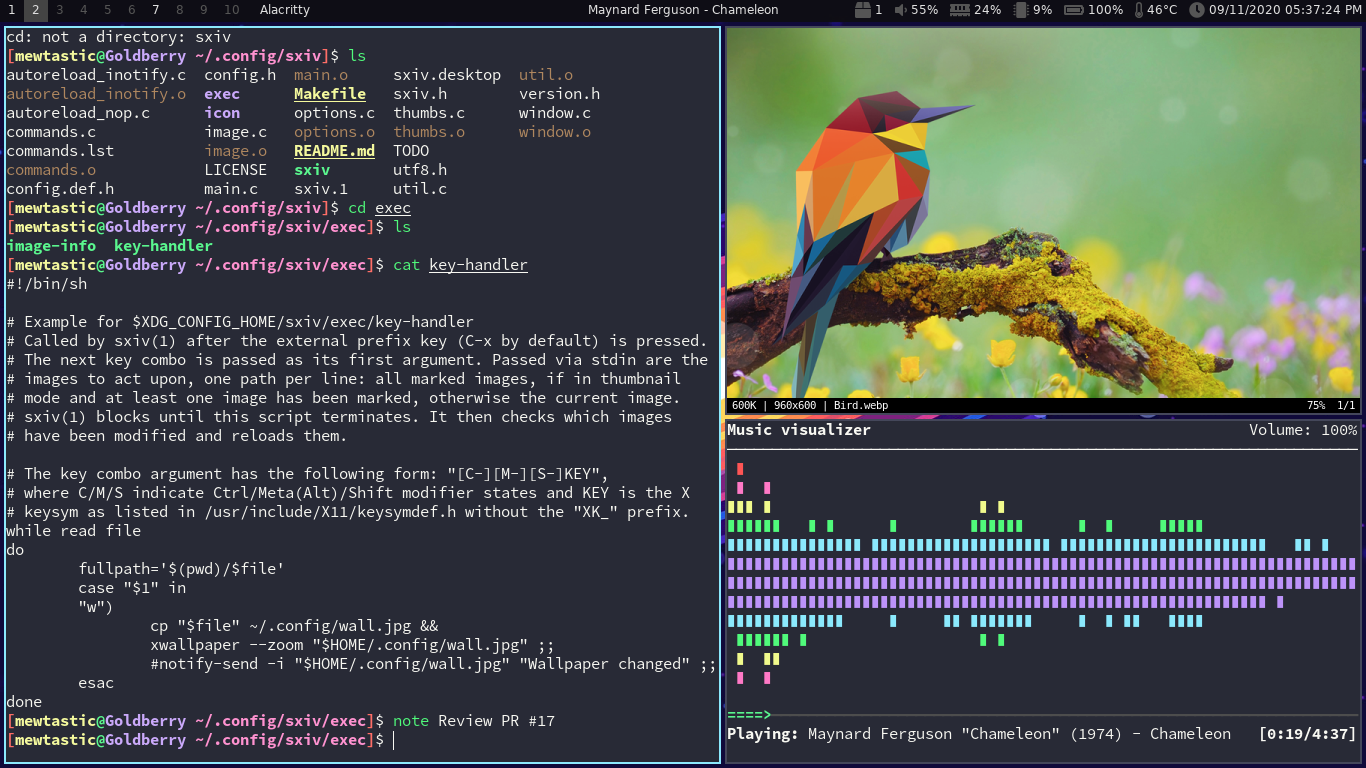 1 2 3 4 5 6 7 8 9 10 Alacritty Maynard Ferguson - Chameleon 1 55% 24% 9% 100% 46°C 09/11/2020 05:37:24 PM
cd: not a directory: sxiv
[mewtastic@Goldberry ~/.config/sxiv]$ ls
autoreload_inotify.c config.h main.o sxiv.desktop util.o
autoreload_inotify.o exec Makefile sxiv.h version.h
autoreload_nop.c icon options.c thumbs.c window.c
commands.c image.c options.o thumbs.o window.o
commands.lst image.o README.md TODO
commands.o LICENSE sxiv utf8.h
config.def.h main.c sxiv.1 util.c
[mewtastic@Goldberry ~/.config/sxiv]$ cd exec
[mewtastic@Goldberry ~/.config/sxiv/exec]$ ls
image-info key-handler
[mewtastic@Goldberry ~/.config/sxiv/exec]$ cat key-handler
#!/bin/sh
# Example for $XDG_CONFIG_HOME/sxiv/exec/key-handler
# Called by sxiv(1) after the external prefix key (C-x by default) is pressed.
# The next key combo is passed as its first argument. Passed via stdin are the
# images to act upon, one path per line: all marked images, if in thumbnail
# mode and at least one image has been marked, otherwise the current image.
# sxiv(1) blocks until this script terminates. It then checks which images
# have been modified and reloads them.
# The key combo argument has the following form: "[C-][M-][S-]KEY",
# where C/M/S indicate Ctrl/Meta(Alt)/Shift modifier states and KEY is the X
# keysym as listed in /usr/include/X11/keysymdef.h without the "XK_" prefix.
while read file
do
fullpath='$(pwd)/$file'
case "$1" in
"w")
cp "$file" ~/.config/wall.jpg &&
xwallpaper --zoom "$HOME/.config/wall.jpg" ;;
#notify-send -i "$HOME/.config/wall.jpg" "Wallpaper changed" ;;
esac
done
[mewtastic@Goldberry ~/.config/sxiv/exec]$ note Review PR #17
[mewtastic@Goldberry ~/.config/sxiv/exec]$
600K | 960x600 | Bird.webp 75% 1/1
Music visualizer Volume: 100%
====>
Playing: Maynard Ferguson "Chameleon" (1974) - Chameleon [0:19/4:37]